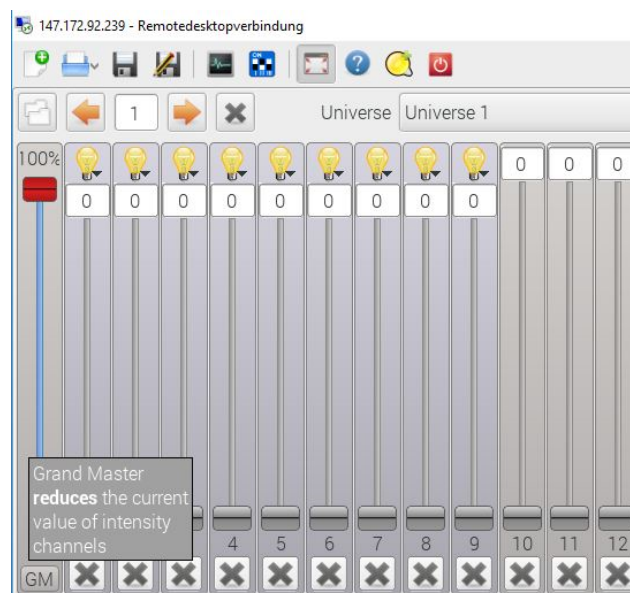 147.172.92.239 - Remotedesktopverbindung
1 Universe Universe 1
100% 0 0 0
0 0 0 0 0 0 0 0 0
Grand Master
reduces the current
value of intensity
channels
4 5 6 7 8 9 10 11 12
GM